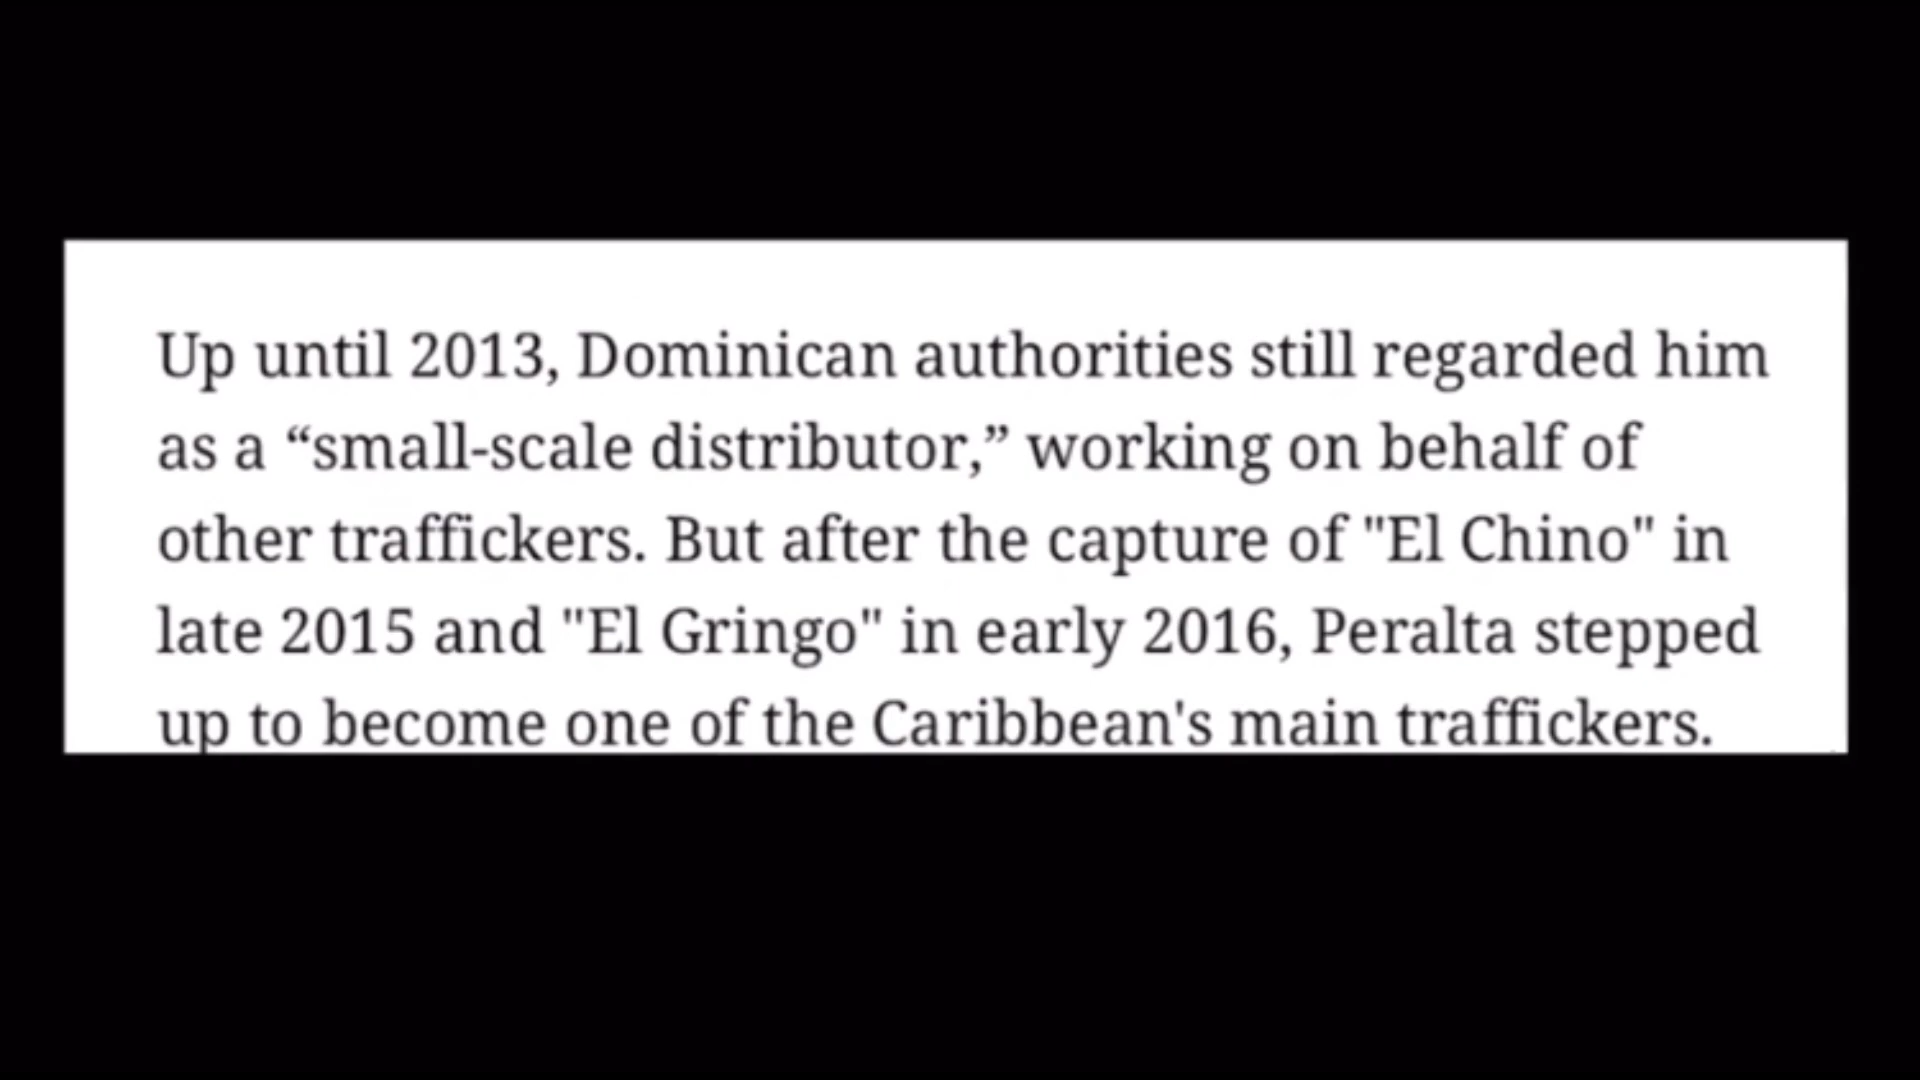 Up until 2013, Dominican authorities still regarded him
as a “small-scale distributor,” working on behalf of
other traffickers. But after the capture of "El Chino" in
late 2015 and "El Gringo" in early 2016, Peralta stepped
up to become one of the Caribbean's main traffickers.